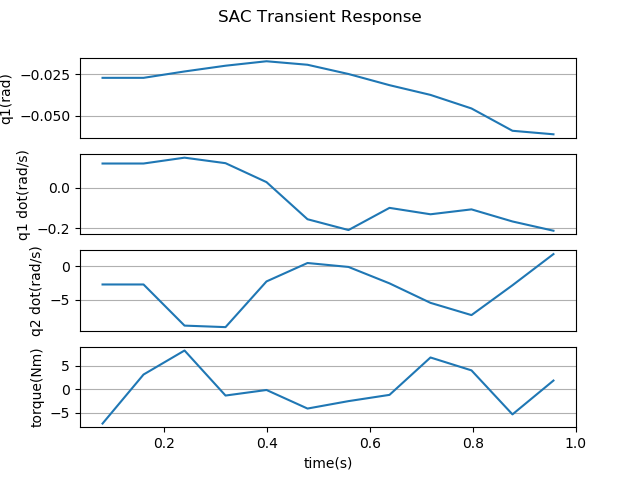 SAC Transient Response
q1(rad)
−0.025
−0.050
q1 dot(rad/s)
0.0
−0.2
q2 dot(rad/s)
0
−5
torque(Nm)
5
0
−5
0.2 0.4 0.6 0.8 1.0
time(s)